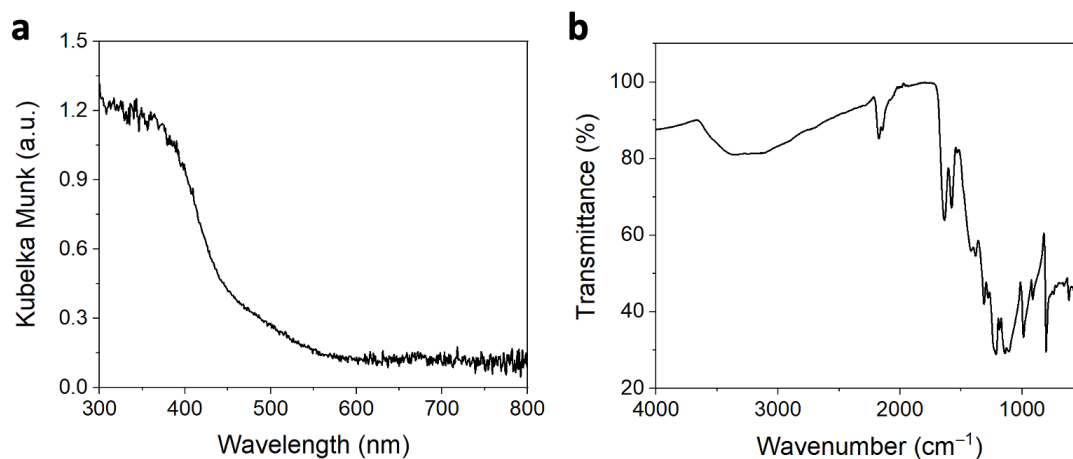 a
1.5
1.2
0.9
0.6
0.3
0.0
Kubelka Munk (a.u.)
300 400 500 600 700 800
Wavelength (nm)
b
100
80
60
40
20
Transmittance (%)
4000 3000 2000 1000
Wavenumber (cm⁻¹)